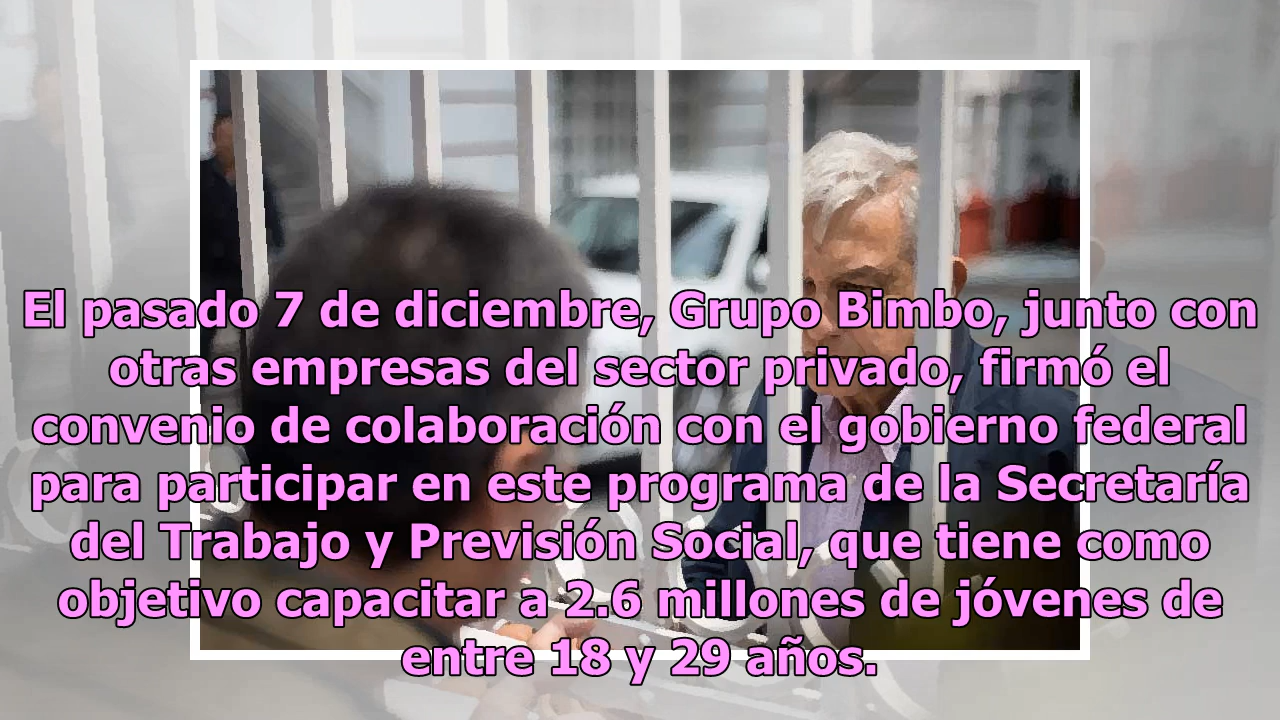 El pasado 7 de diciembre, Grupo Bimbo, junto con
otras empresas del sector privado, firmó el
convenio de colaboración con el gobierno federal
para participar en este programa de la Secretaría
del Trabajo y Previsión Social, que tiene como
objetivo capacitar a 2.6 millones de jóvenes de
entre 18 y 29 años.